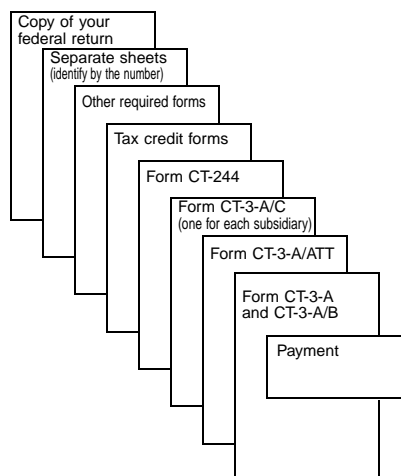 Copy of your
federal return
Separate sheets
(identify by the number)
Other required forms
Tax credit forms
Form CT-244
Form CT-3-A/C
(one for each subsidiary)
Form CT-3-A/ATT
Form CT-3-A
and CT-3-A/B
Payment